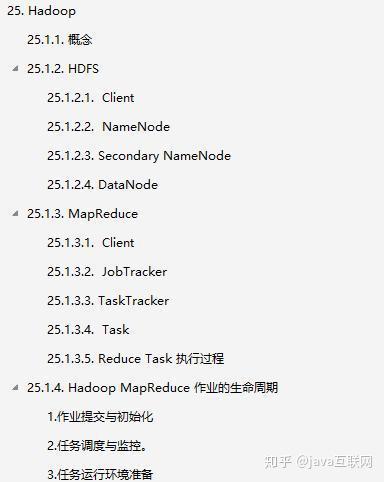 25. Hadoop
25.1.1. 概念
25.1.2. HDFS
25.1.2.1. Client
25.1.2.2. NameNode
25.1.2.3. Secondary NameNode
25.1.2.4. DataNode
25.1.3. MapReduce
25.1.3.1. Client
25.1.3.2. JobTracker
25.1.3.3. TaskTracker
25.1.3.4. Task
25.1.3.5. Reduce Task 执行过程
25.1.4. Hadoop MapReduce 作业的生命周期
1.作业提交与初始化
2.任务调度与监控。
3.任务运行环境准备
知乎 @java互联网